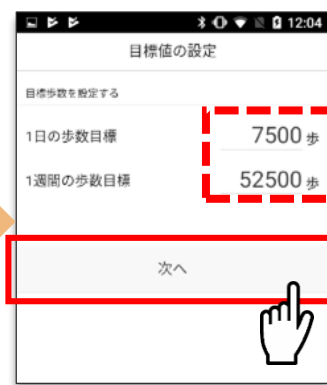 12:04
目標値の設定
目標歩数を設定する
1日の歩数目標 7500 歩
1週間の歩数目標 52500 歩
次へ